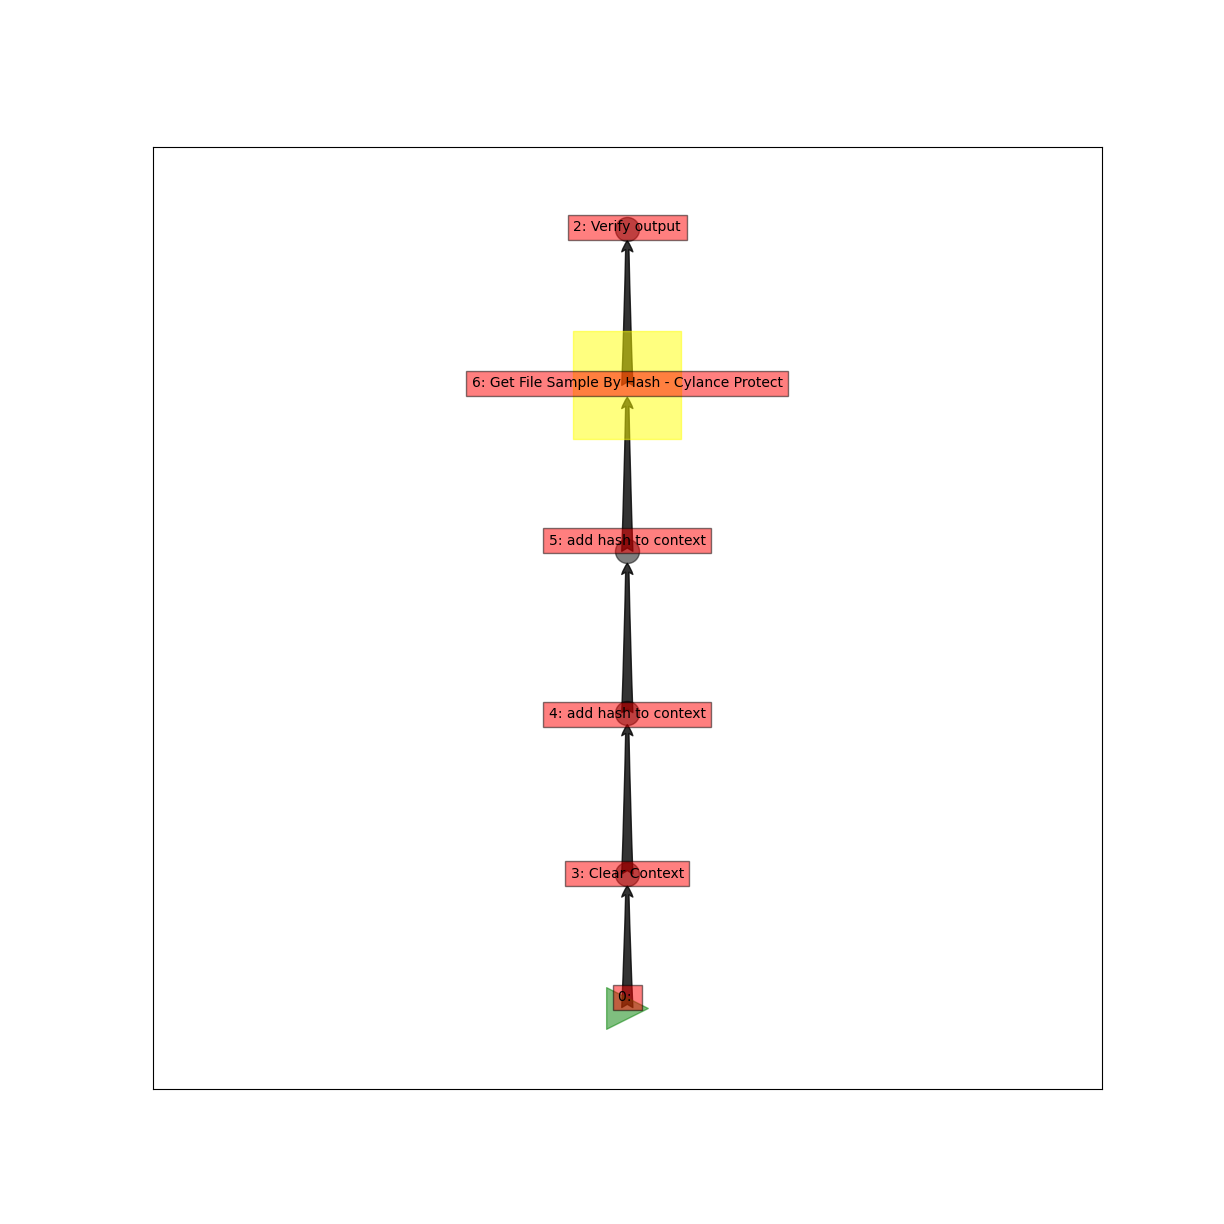 2: Verify output
6: Get File Sample By Hash - Cylance Protect
5: add hash to context
4: add hash to context
3: Clear Context
0: